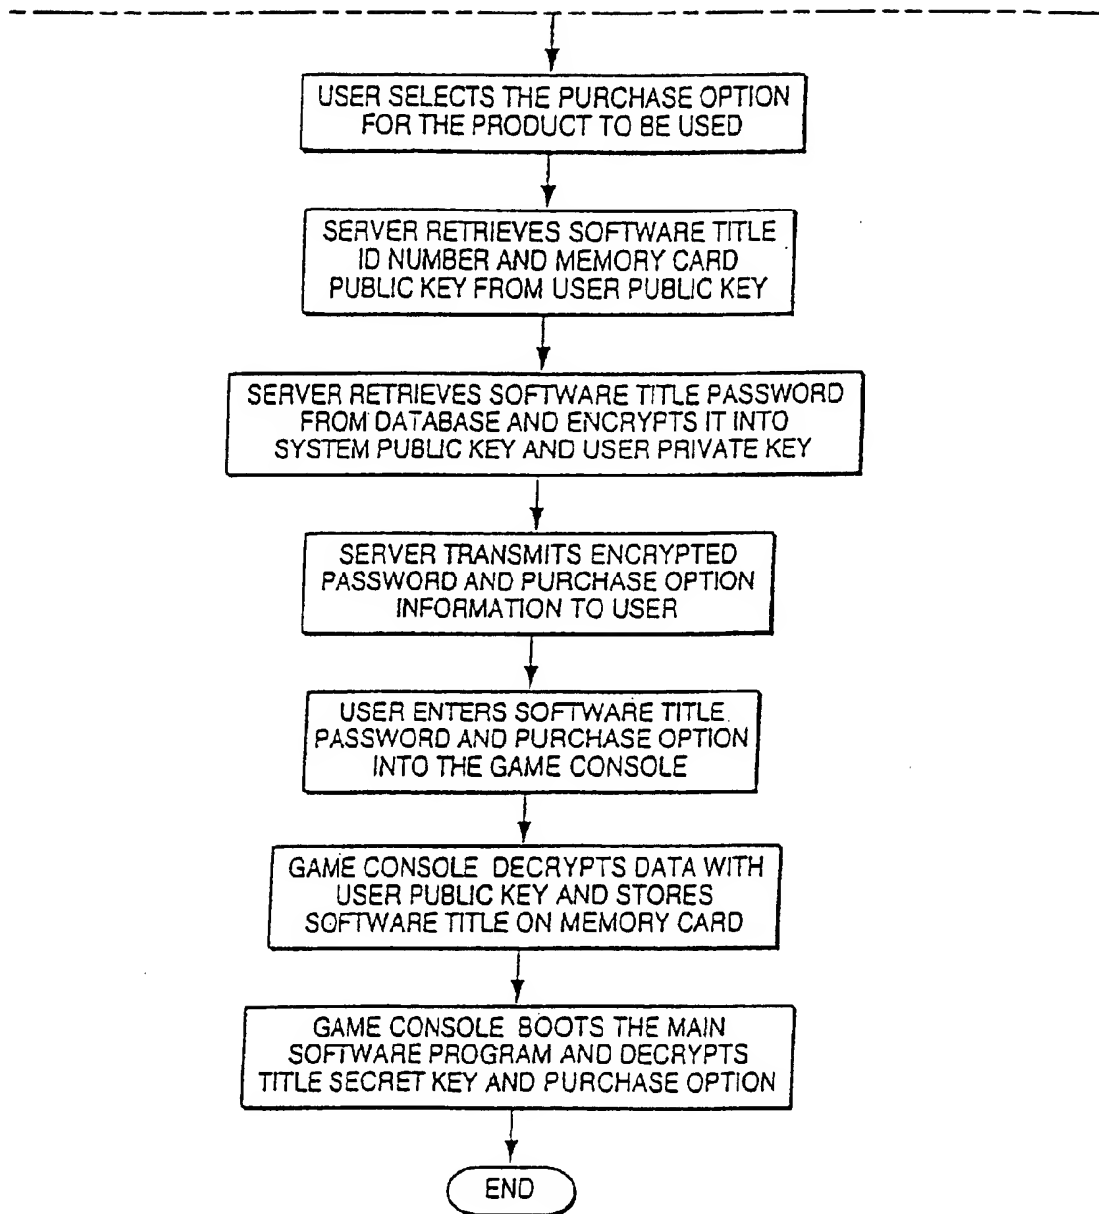 USER SELECTS THE PURCHASE OPTION
FOR THE PRODUCT TO BE USED
SERVER RETRIEVES SOFTWARE TITLE
ID NUMBER AND MEMORY CARD
PUBLIC KEY FROM USER PUBLIC KEY
SERVER RETRIEVES SOFTWARE TITLE PASSWORD
FROM DATABASE AND ENCRYPTS IT INTO
SYSTEM PUBLIC KEY AND USER PRIVATE KEY
SERVER TRANSMITS ENCRYPTED
PASSWORD AND PURCHASE OPTION
INFORMATION TO USER
USER ENTERS SOFTWARE TITLE
PASSWORD AND PURCHASE OPTION
INTO THE GAME CONSOLE
GAME CONSOLE DECRYPTS DATA WITH
USER PUBLIC KEY AND STORES
SOFTWARE TITLE ON MEMORY CARD
GAME CONSOLE BOOTS THE MAIN
SOFTWARE PROGRAM AND DECRYPTS
TITLE SECRET KEY AND PURCHASE OPTION
END